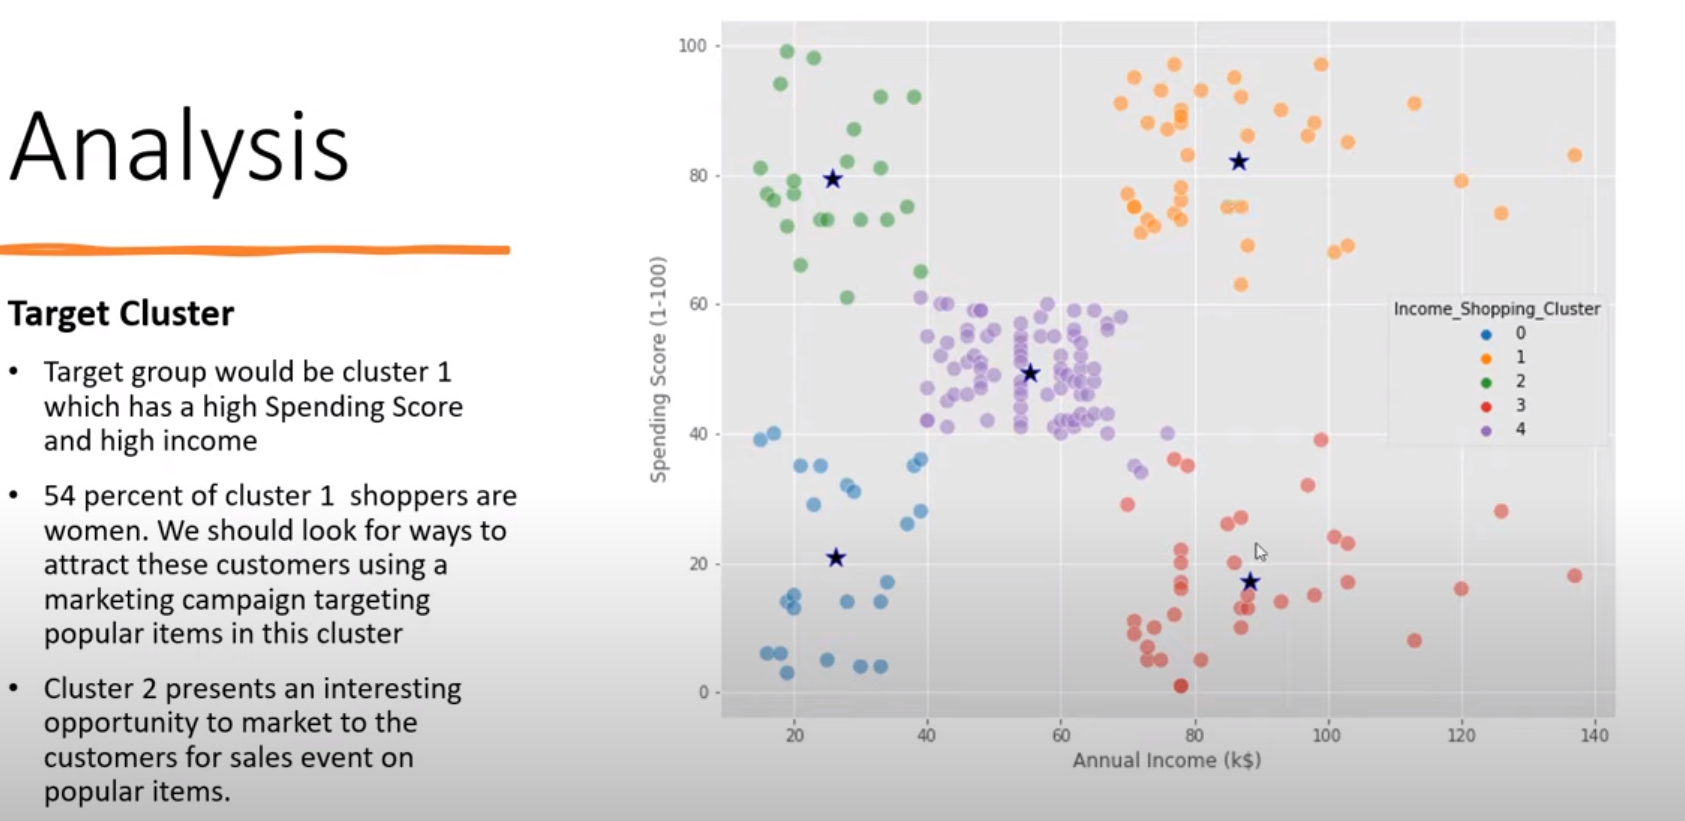 Analysis
Target Cluster
• Target group would be cluster 1
which has a high Spending Score
and high income
• 54 percent of cluster 1 shoppers are
women. We should look for ways to
attract these customers using a
marketing campaign targeting
popular items in this cluster
• Cluster 2 presents an interesting
opportunity to market to the
customers for sales event on
popular items.
Spending Score (1-100)
100
80
60
40
20
0
Income_Shopping_Cluster
0
1
2
3
4
20 40 60 80 100 120 140
Annual Income (k$)